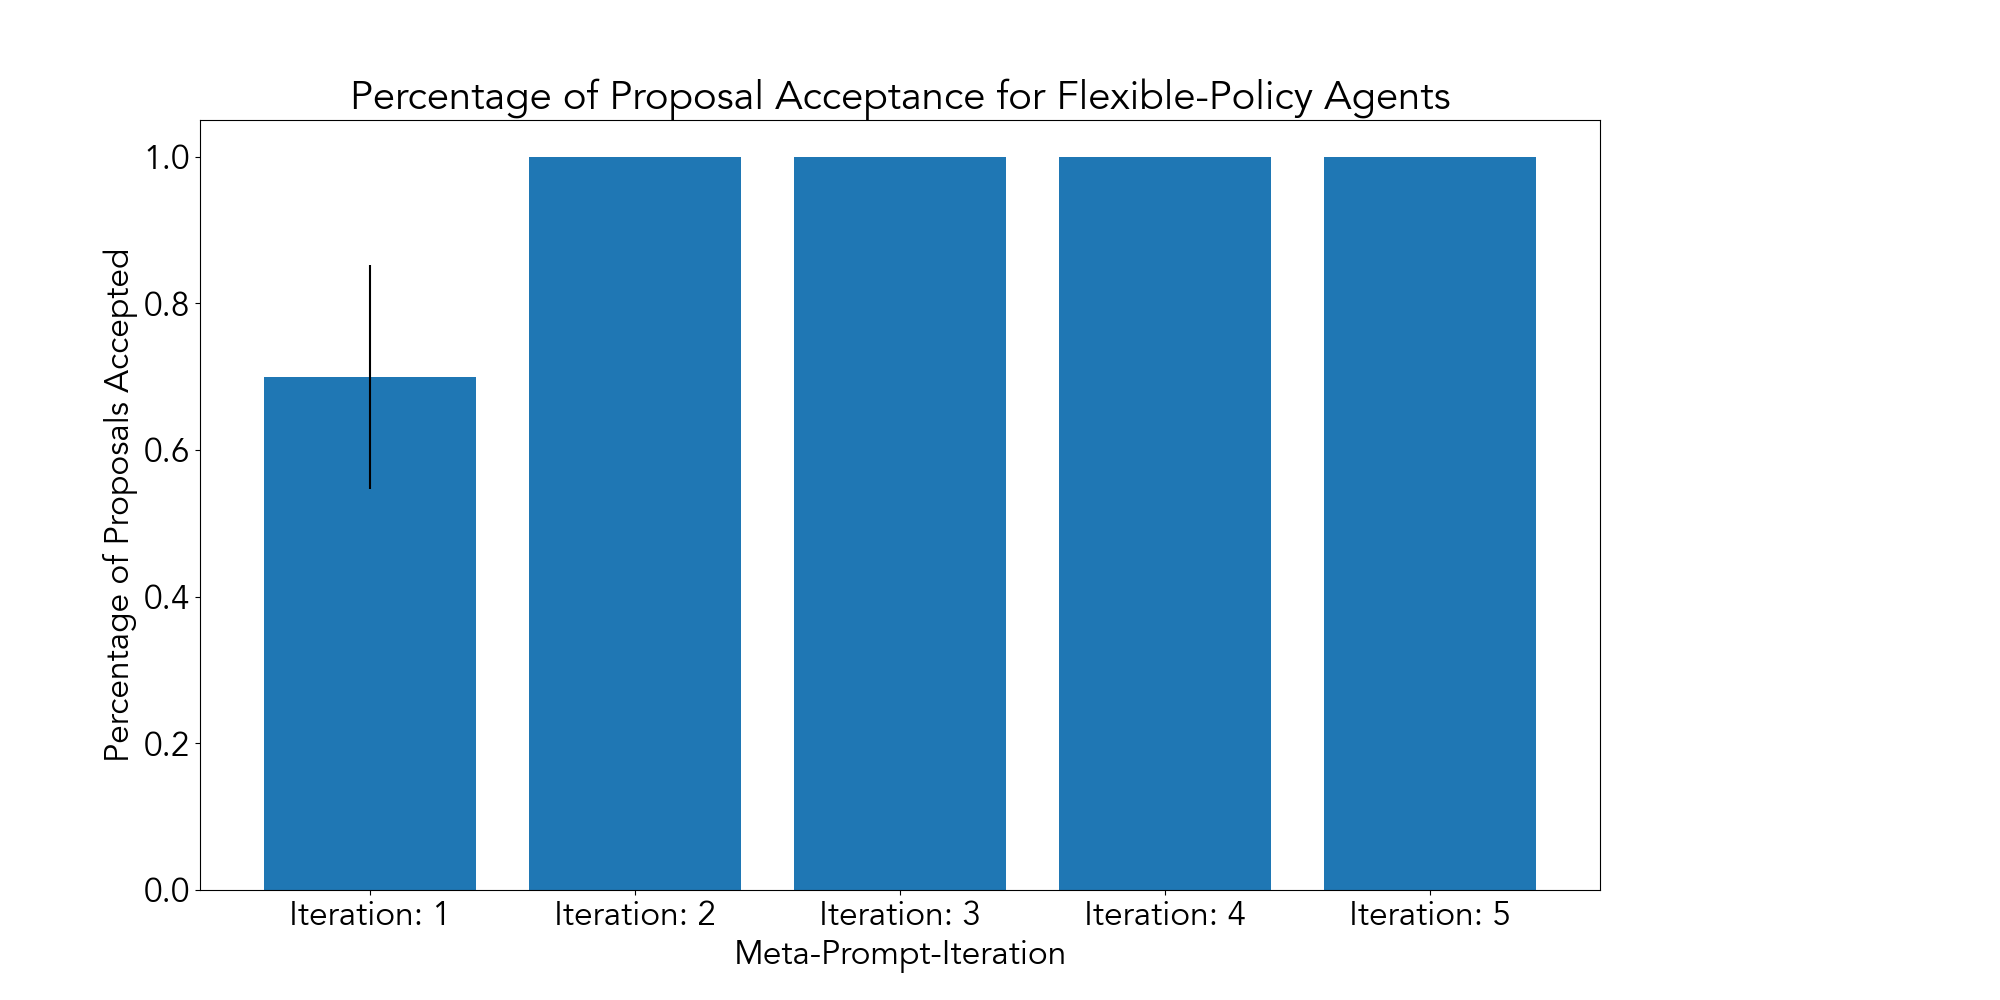 Percentage of Proposal Acceptance for Flexible-Policy Agents
Percentage of Proposals Accepted
1.0
0.8
0.6
0.4
0.2
0.0
Iteration: 1 Iteration: 2 Iteration: 3 Iteration: 4 Iteration: 5
Meta-Prompt-Iteration